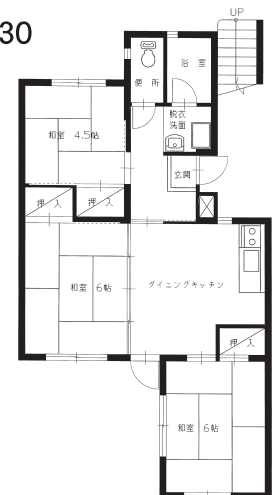 30
UP
便所
浴室
脱衣
洗面
和室 4.5帖
玄関
押入
押入
和室 6帖
ダイニングキッチン
押入
和室 6帖